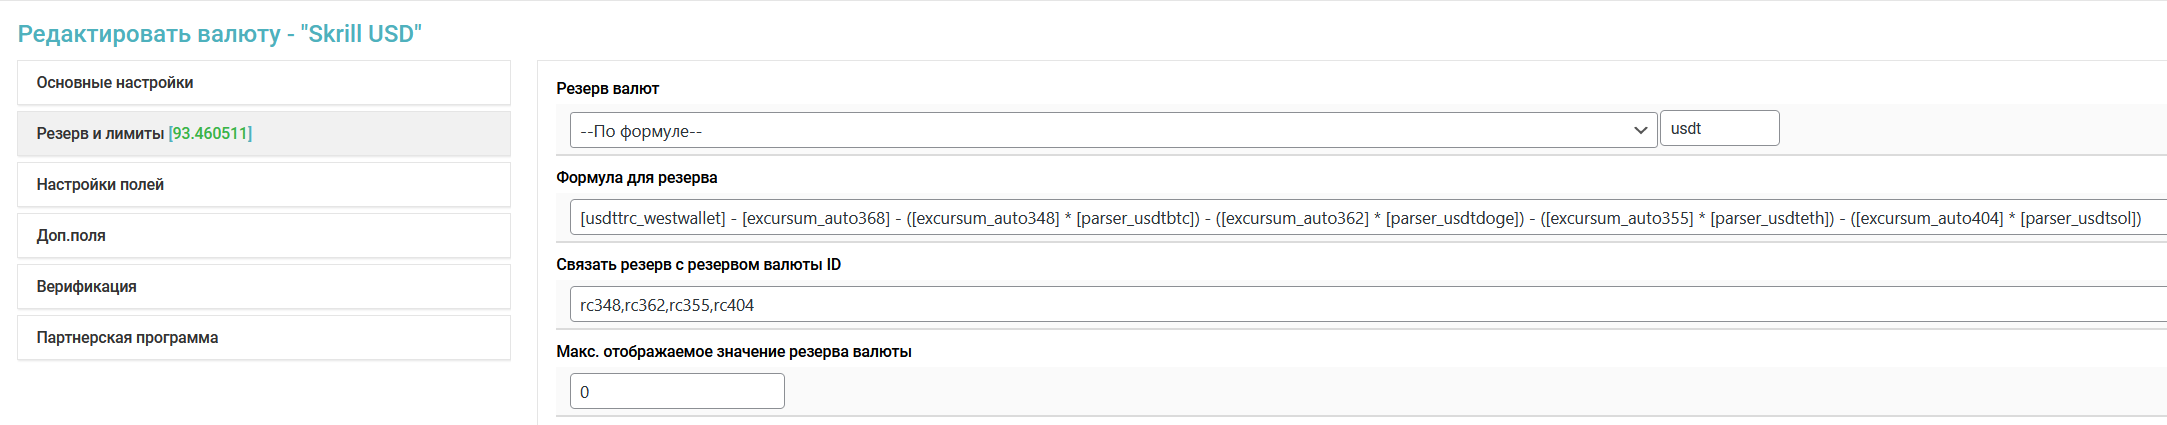 Редактировать валюту - "Skrill USD"
Основные настройки
Резерв и лимиты [93.460511]
Настройки полей
Доп.поля
Верификация
Партнерская программа
Резерв валют
--По формуле-- usdt
Формула для резерва
[usdttrc_westwallet] - [excursum_auto368] - ([excursum_auto348] * [parser_usdtbtc]) - ([excursum_auto362] * [parser_usdtdoge]) - ([excursum_auto355] * [parser_usdteth]) - ([excursum_auto404] * [parser_usdtsol])
Связать резерв с резервом валюты ID
rc348,rc362,rc355,rc404
Макс. отображаемое значение резерва валюты
0